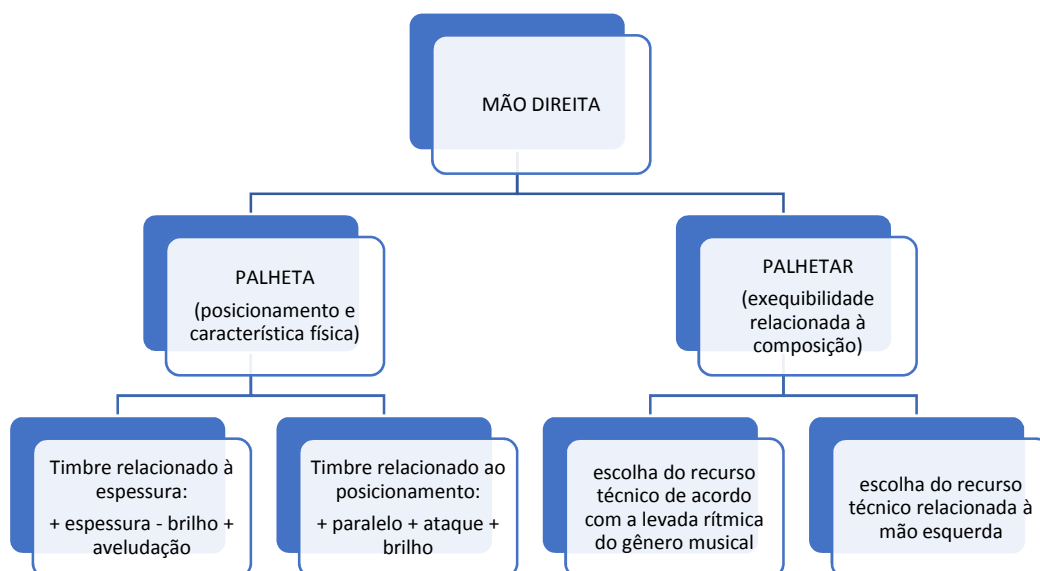 MÃO DIREITA
PALHETA
(posicionamento e
característica física)
PALHETAR
(exequibilidade
relacionada à
composição)
Timbre relacionado à
espessura:
+ espessura - brilho +
aveludação
Timbre relacionado ao
posicionamento:
+ paralelo + ataque +
brilho
escolha do recurso
técnico de acordo
com a levada rítmica
do gênero musical
escolha do recurso
técnico relacionada à
mão esquerda